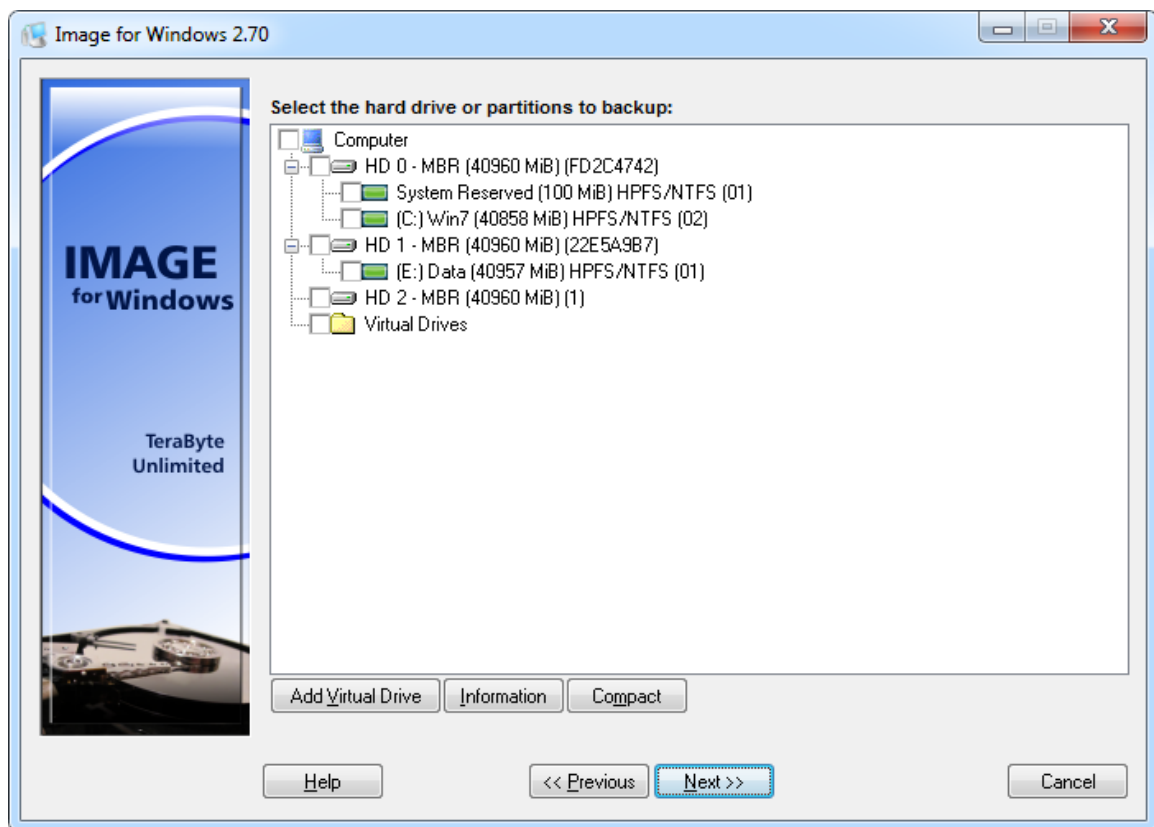 Image for Windows 2.70
Select the hard drive or partitions to backup:
Computer
HD 0 - MBR (40960 MiB) (FD2C4742)
System Reserved (100 MiB) HPFS/NTFS (01)
(C:) Win7 (40858 MiB) HPFS/NTFS (02)
HD 1 - MBR (40960 MiB) (22E5A9B7)
(E:) Data (40957 MiB) HPFS/NTFS (01)
HD 2 - MBR (40960 MiB) (1)
Virtual Drives
IMAGE
for Windows
TeraByte
Unlimited
Add Virtual Drive Information Compact
Help << Previous Next >> Cancel